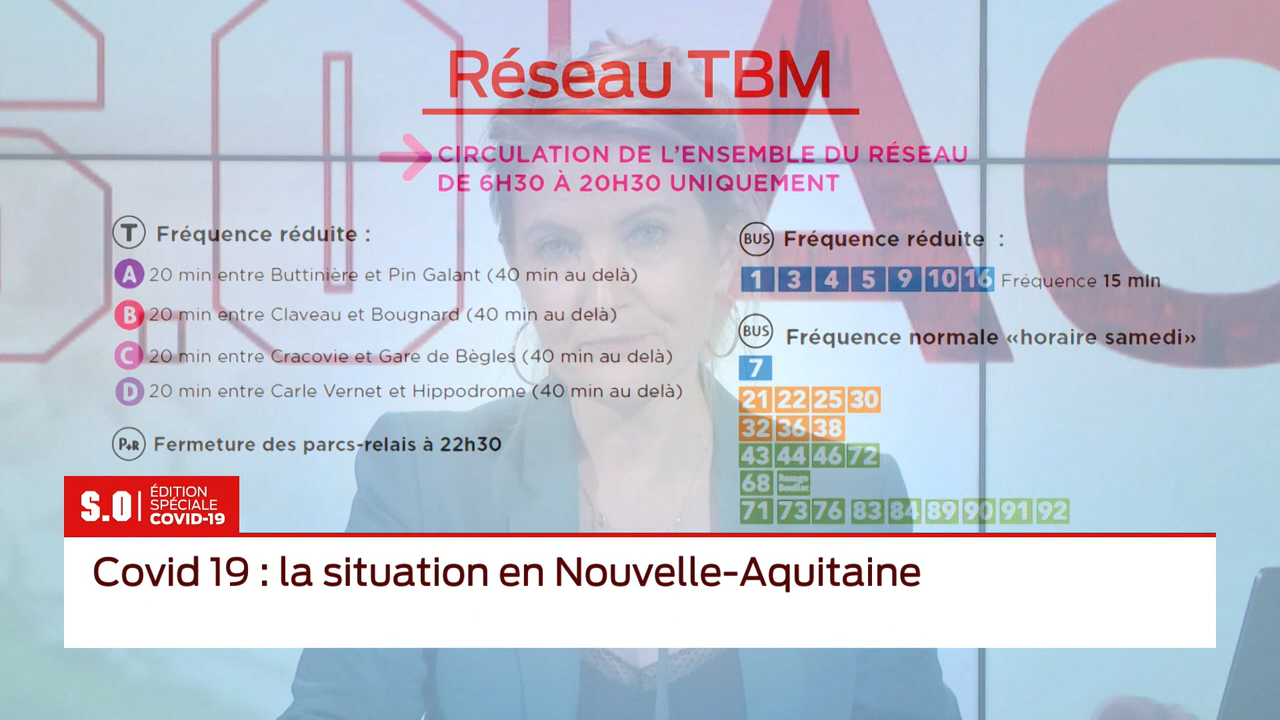 S.O AC
Réseau TBM
CIRCULATION DE L'ENSEMBLE DU RÉSEAU
DE 6H30 À 20H30 UNIQUEMENT
T Fréquence réduite :
A 20 min entre Buttinière et Pin Galant (40 min au delà)
B 20 min entre Claveau et Bougnard (40 min au delà)
C 20 min entre Cracovie et Gare de Bègles (40 min au delà)
D 20 min entre Carle Vernet et Hippodrome (40 min au delà)
P+R Fermeture des parcs-relais à 22h30
BUS Fréquence réduite :
1 3 4 5 9 10 16 Fréquence 15 min
BUS Fréquence normale «horaire samedi»
7
21 22 25 30
32 36 38
43 44 46 72
68
71 73 76 83 84 89 90 91 92
S.O ÉDITION
SPÉCIALE
COVID-19
Covid 19 : la situation en Nouvelle-Aquitaine